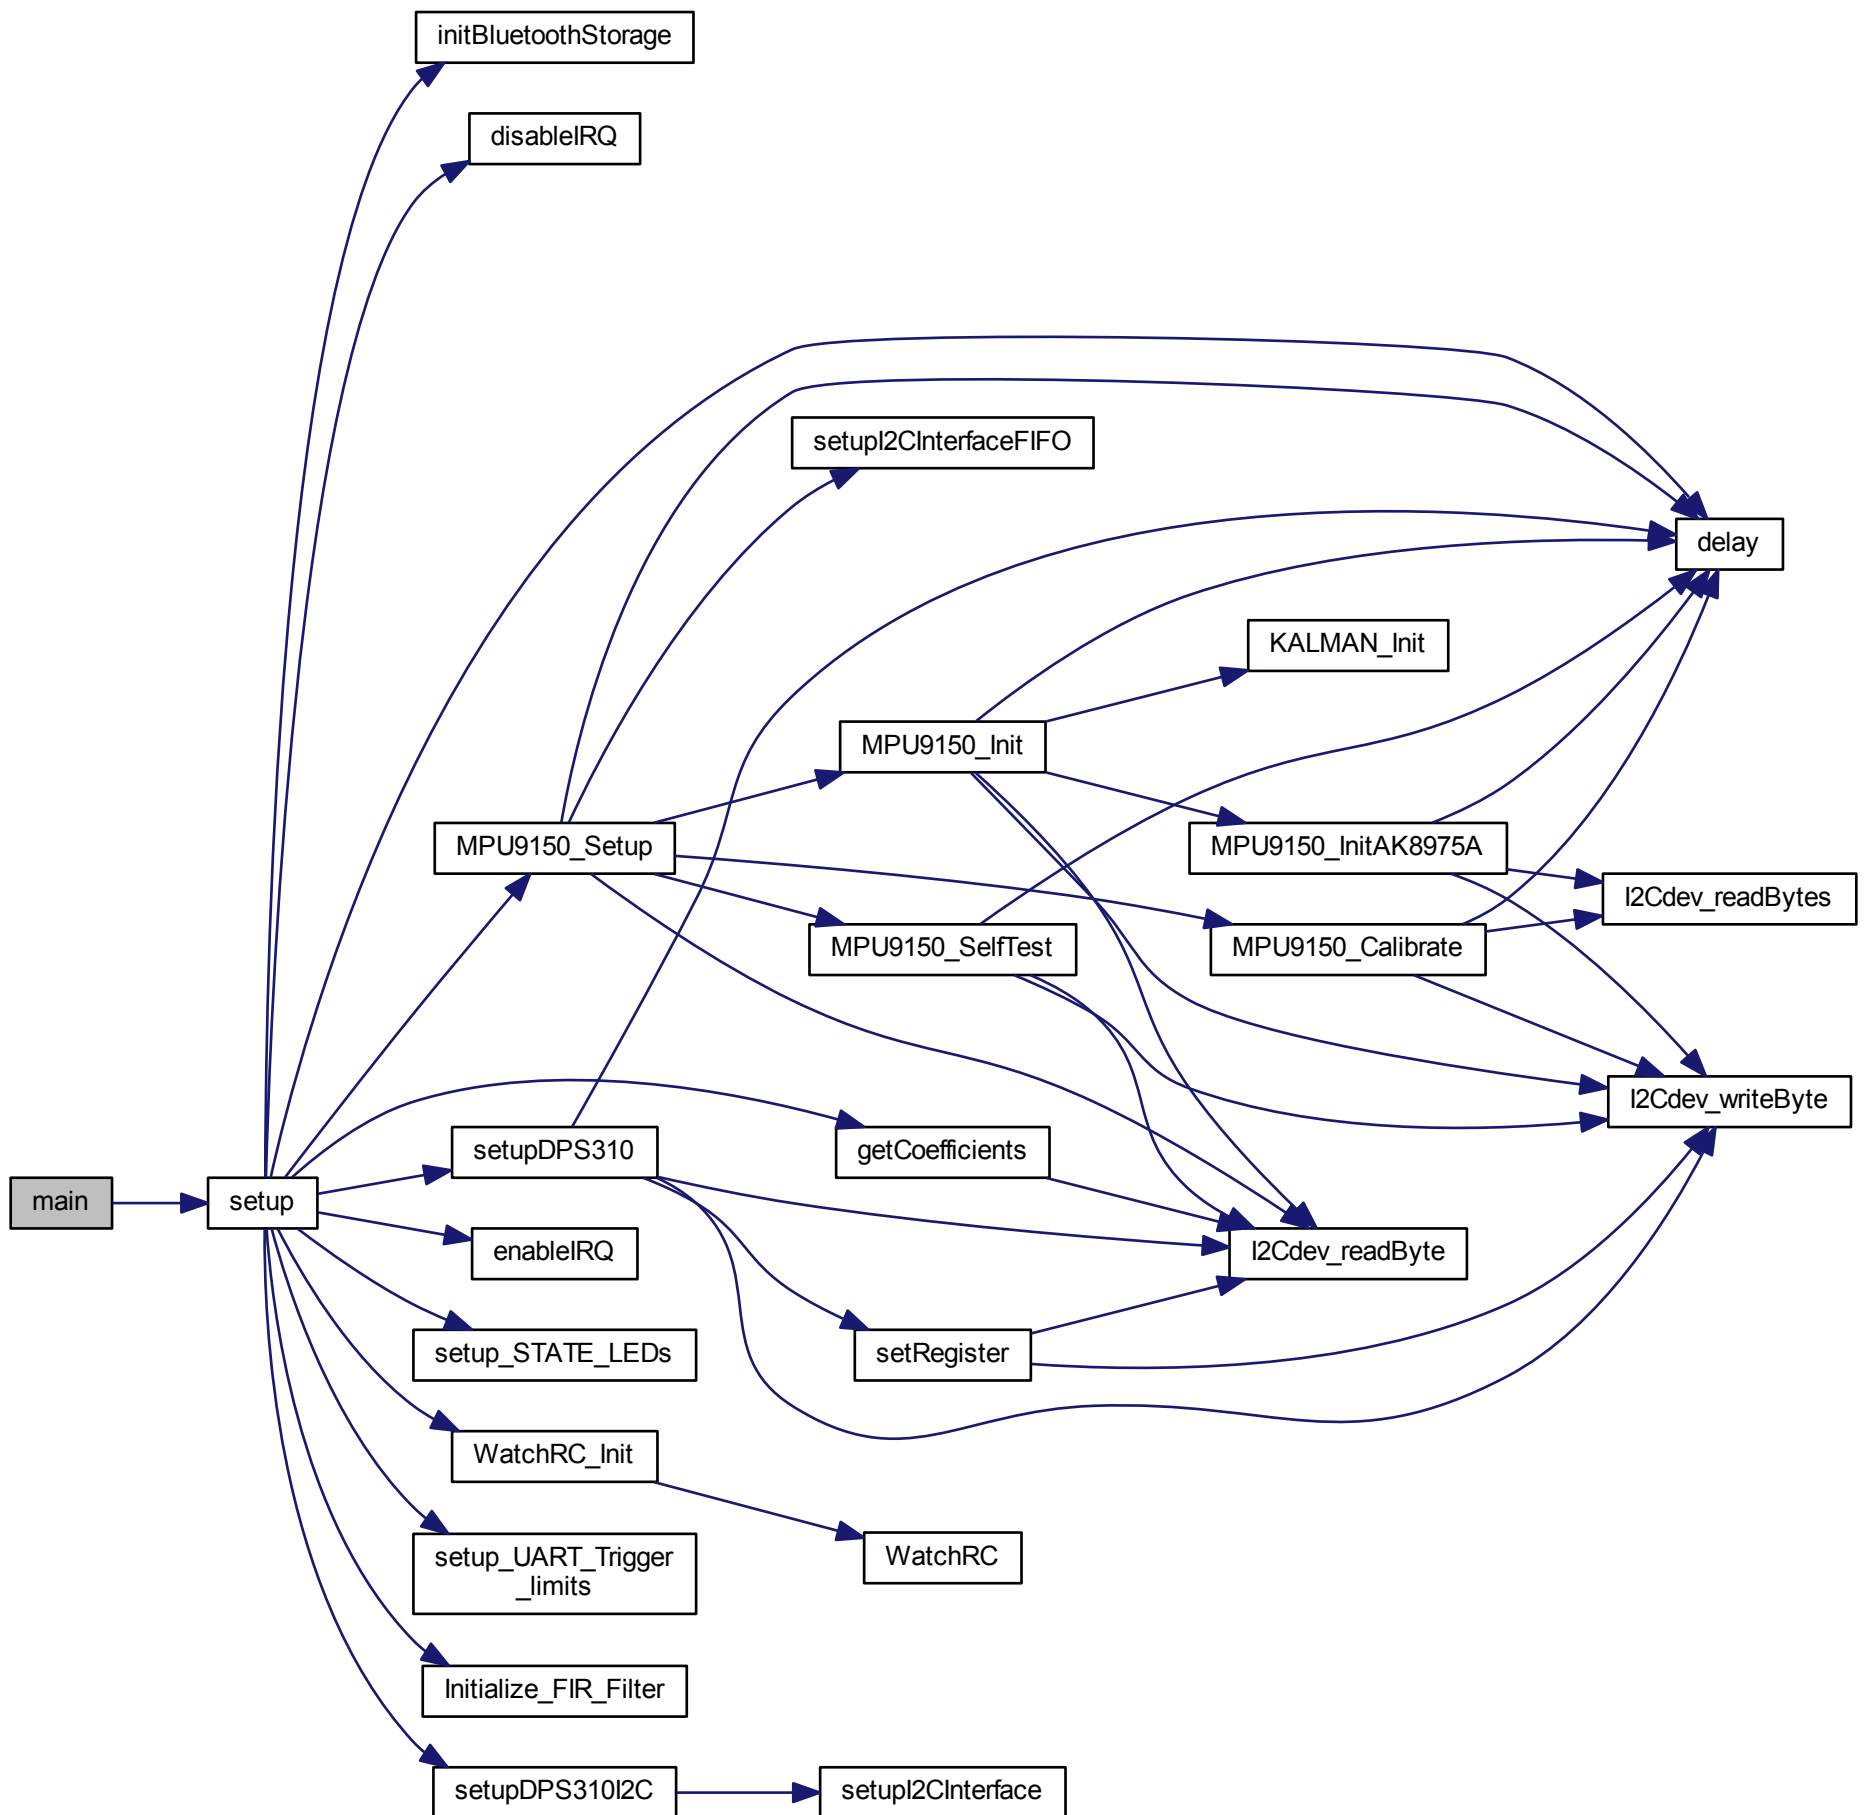 initBluetoothStorage
disableIRQ
setupI2CInterfaceFIFO
delay
KALMAN_Init
MPU9150_Init
MPU9150_Setup
MPU9150_InitAK8975A
I2Cdev_readBytes
MPU9150_SelfTest
MPU9150_Calibrate
I2Cdev_writeByte
setupDPS310
getCoefficients
main
setup
enableIRQ
I2Cdev_readByte
setup_STATE_LEDs
setRegister
WatchRC_Init
WatchRC
setup_UART_Trigger
_limits
Initialize_FIR_Filter
setupDPS310I2C
setupI2CInterface